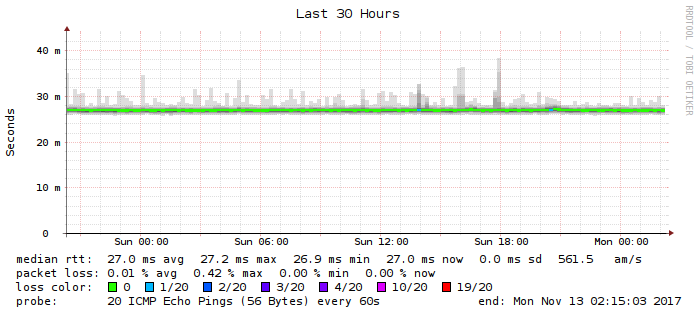 Last 30 Hours
RRDTOOL / TOBI OETIKER
Seconds
40 m
30 m
20 m
10 m
0
Sun 00:00 Sun 06:00 Sun 12:00 Sun 18:00 Mon 00:00
median rtt: 27.0 ms avg 27.2 ms max 26.9 ms min 27.0 ms now 0.0 ms sd 561.5 am/s
packet loss: 0.01 % avg 0.42 % max 0.00 % min 0.00 % now
loss color: 0 1/20 2/20 3/20 4/20 10/20 19/20
probe: 20 ICMP Echo Pings (56 Bytes) every 60s end: Mon Nov 13 02:15:03 2017